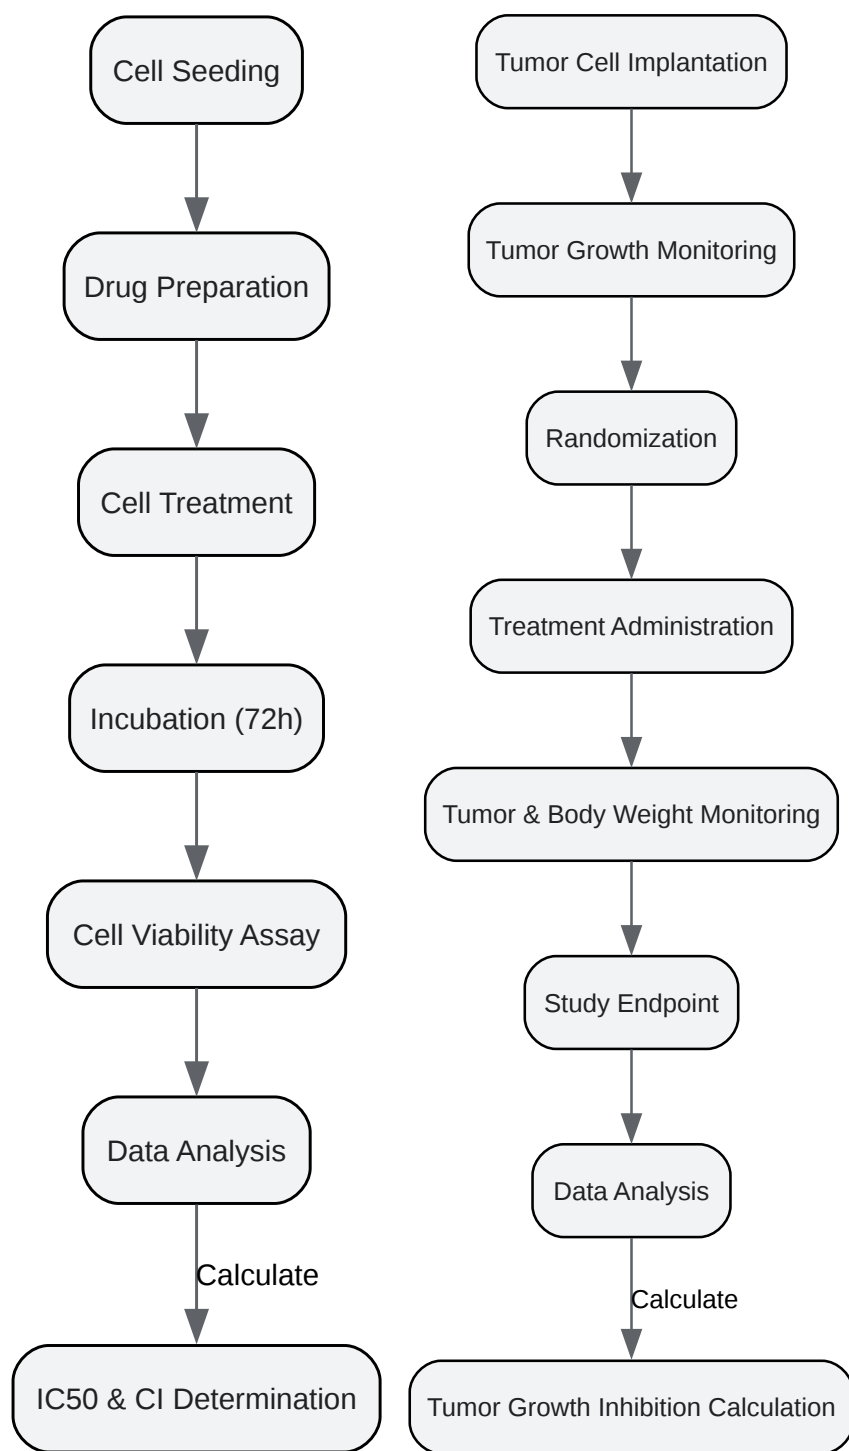 Cell Seeding
Drug Preparation
Cell Treatment
Incubation (72h)
Cell Viability Assay
Data Analysis
Calculate
IC50 & CI Determination
Tumor Cell Implantation
Tumor Growth Monitoring
Randomization
Treatment Administration
Tumor & Body Weight Monitoring
Study Endpoint
Data Analysis
Calculate
Tumor Growth Inhibition Calculation